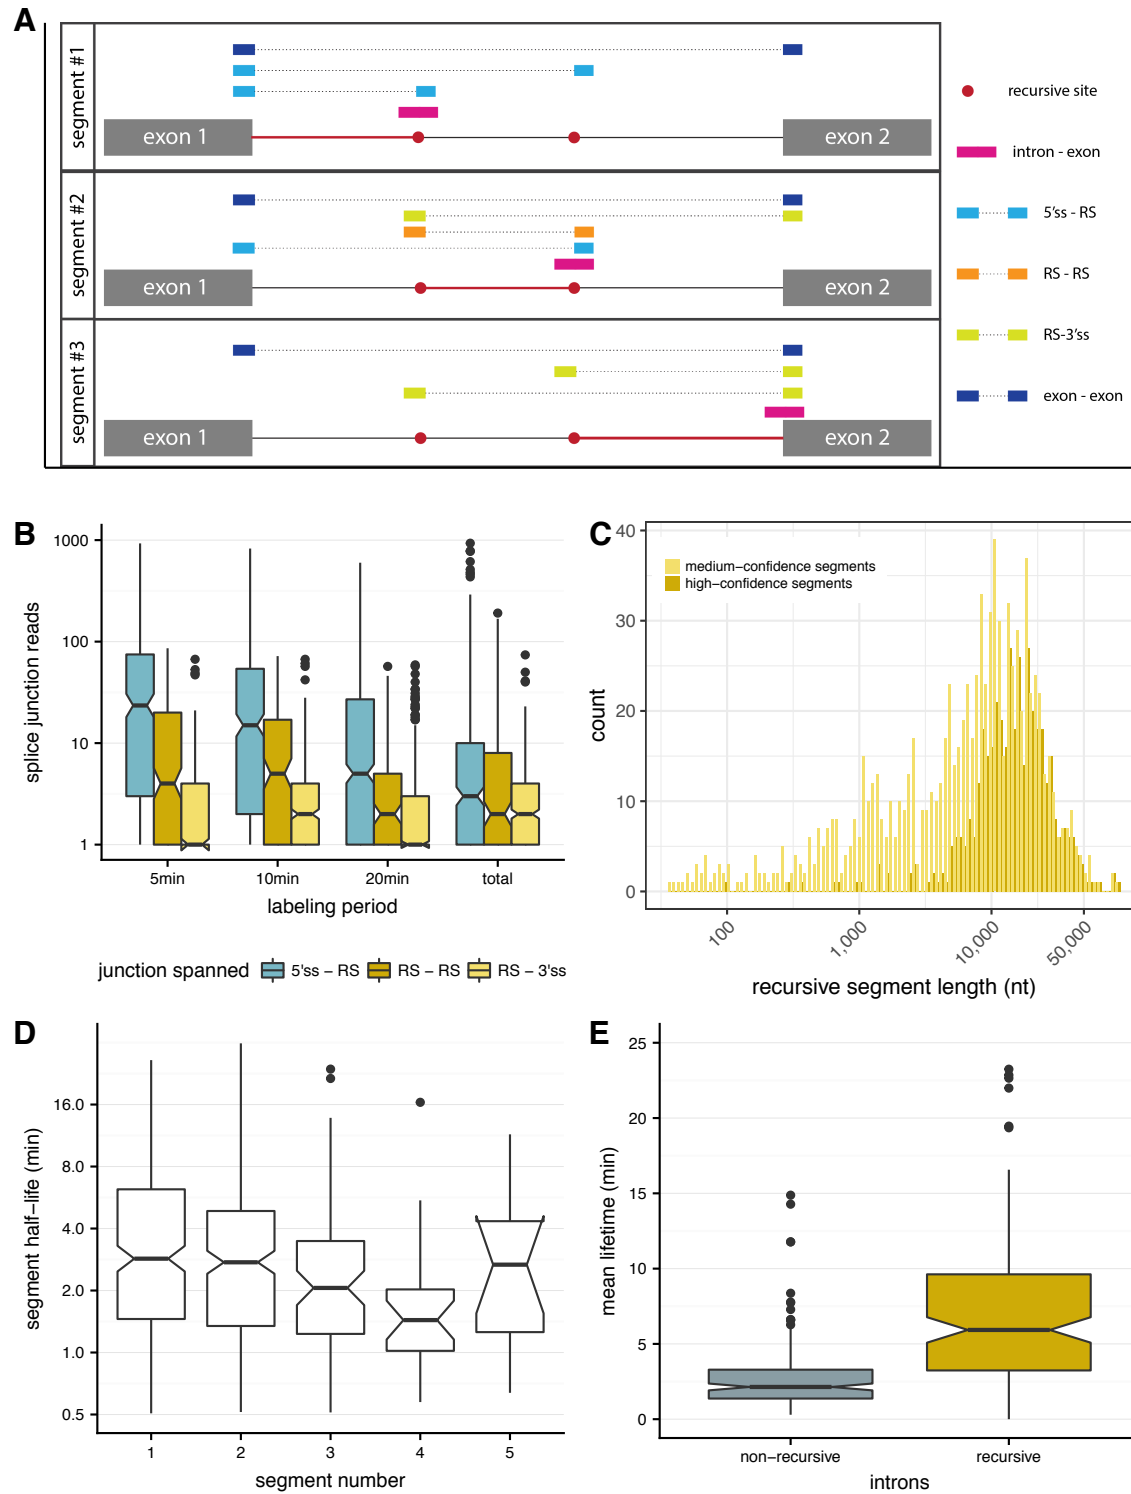 A
segment #1
exon 1
exon 2
segment #2
exon 1
exon 2
segment #3
exon 1
exon 2
recursive site
intron - exon
5'ss - RS
RS - RS
RS-3'ss
exon - exon
B
splice junction reads
1000
100
10
1
5min 10min 20min total
labeling period
junction spanned 5'ss − RS RS − RS RS − 3'ss
C
count
40
30
20
10
0
medium−confidence segments
high−confidence segments
100 1,000 10,000 50,000
recursive segment length (nt)
D
segment half−life (min)
16.0
8.0
4.0
2.0
1.0
0.5
1 2 3 4 5
segment number
E
mean lifetime (min)
25
20
15
10
5
0
non−recursive recursive
introns